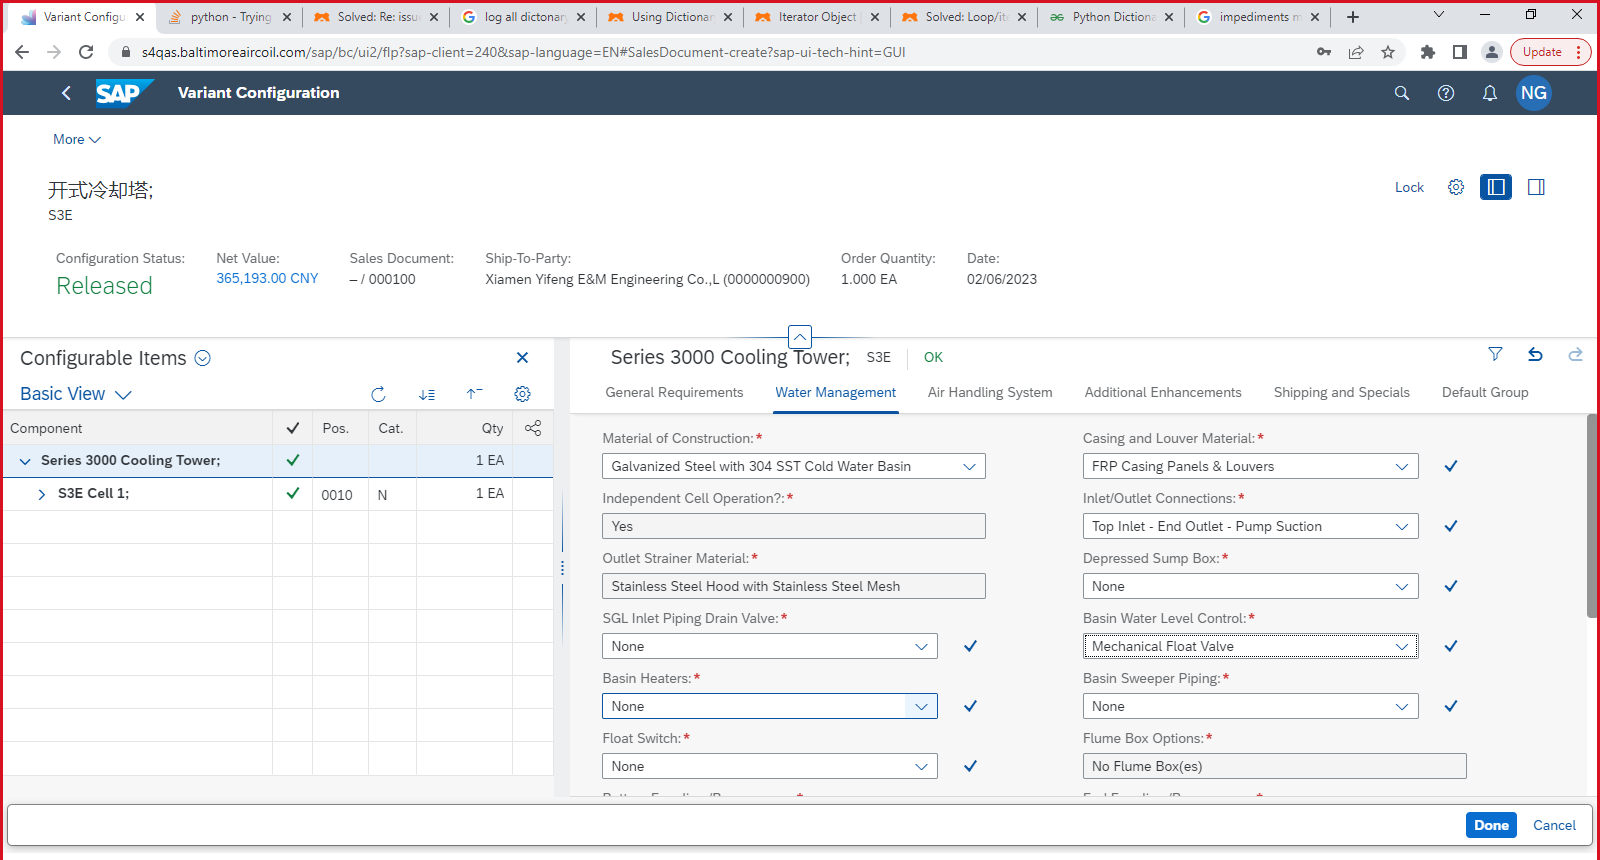 Variant Configu
python - Trying
Solved: Re: issue
log all dictonary
Using Dictionar
Iterator Object
Solved: Loop/ite
Python Dictiona
impediments m
s4qas.baltimoreaircoil.com/sap/bc/ui2/flp?sap-client=240&sap-language=EN#SalesDocument-create?sap-ui-tech-hint=GUI
Update
SAP
Variant Configuration
NG
More
开式冷却塔;
S3E
Lock
Configuration Status:
Released
Net Value:
365,193.00 CNY
Sales Document:
– / 000100
Ship-To-Party:
Xiamen Yifeng E&M Engineering Co.,L (0000000900)
Order Quantity:
1.000 EA
Date:
02/06/2023
Configurable Items
Basic View
Component Pos. Cat. Qty
Series 3000 Cooling Tower; 1 EA
S3E Cell 1; 0010 N 1 EA
Series 3000 Cooling Tower; S3E OK
General Requirements Water Management Air Handling System Additional Enhancements Shipping and Specials Default Group
Material of Construction:*
Galvanized Steel with 304 SST Cold Water Basin
Casing and Louver Material:*
FRP Casing Panels & Louvers
Independent Cell Operation?:*
Yes
Inlet/Outlet Connections:*
Top Inlet - End Outlet - Pump Suction
Outlet Strainer Material:*
Stainless Steel Hood with Stainless Steel Mesh
Depressed Sump Box:*
None
SGL Inlet Piping Drain Valve:*
None
Basin Water Level Control:*
Mechanical Float Valve
Basin Heaters:*
None
Basin Sweeper Piping:*
None
Float Switch:*
None
Flume Box Options:*
No Flume Box(es)
Done
Cancel